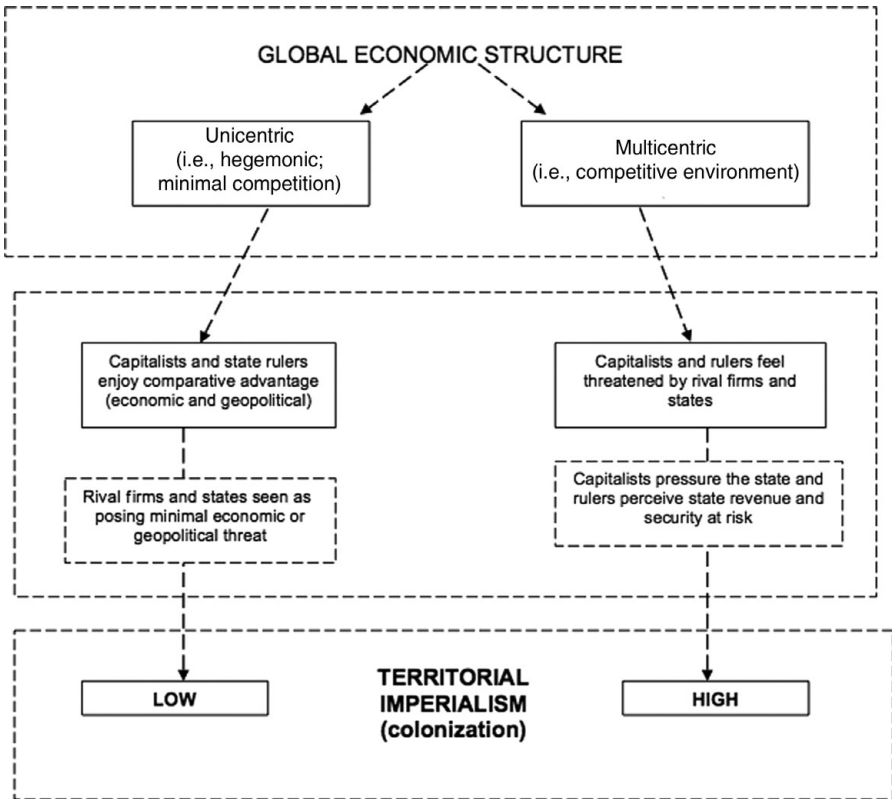 GLOBAL ECONOMIC STRUCTURE
Unicentric
(i.e., hegemonic;
minimal competition)
Multicentric
(i.e., competitive environment)
Capitalists and state rulers
enjoy comparative advantage
(economic and geopolitical)
Capitalists and rulers feel
threatened by rival firms and
states
Rival firms and states seen as
posing minimal economic or
geopolitical threat
Capitalists pressure the state and
rulers perceive state revenue and
security at risk
TERRITORIAL
IMPERIALISM
(colonization)
LOW
HIGH